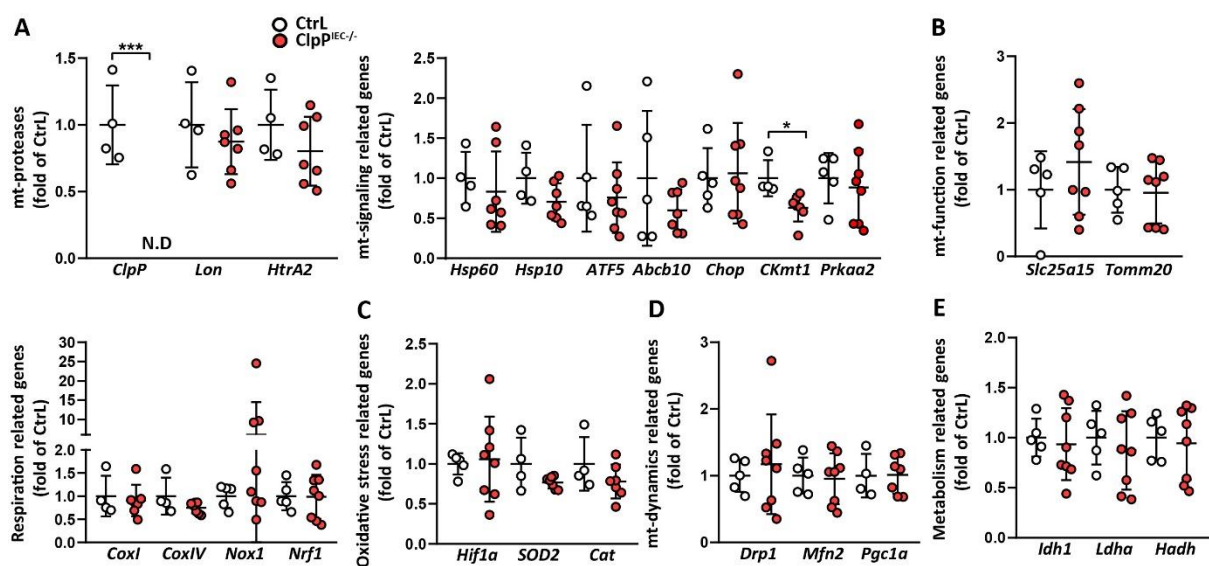 A
CtrL
ClpP^IEC-/-
B
mt-proteases
(fold of CtrL)
1.5
1.0
0.5
0.0
***
N.D
ClpP Lon HtrA2
mt-signaling related genes
(fold of CtrL)
2.5
2.0
1.5
1.0
0.5
0.0
*
Hsp60 Hsp10 ATF5 Abcb10 Chop CKmt1 Prkaa2
mt-function related genes
(fold of CtrL)
3
2
1
0
Slc25a15 Tomm20
Respiration related genes
(fold of CtrL)
30
25
20
15
10
5
2.0
1.5
1.0
0.5
0.0
CoxI CoxIV Nox1 Nrf1
C
Oxidative stress related genes
(fold of CtrL)
2.5
2.0
1.5
1.0
0.5
0.0
Hif1a SOD2 Cat
D
mt-dynamics related genes
(fold of CtrL)
3
2
1
0
Drp1 Mfn2 Pgc1a
E
Metabolism related genes
(fold of CtrL)
2.0
1.5
1.0
0.5
0.0
Idh1 Ldha Hadh